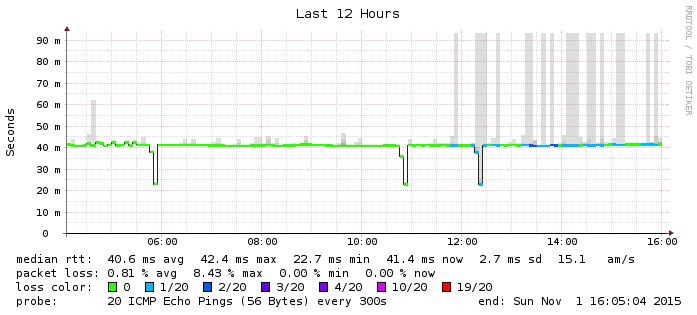 Last 12 Hours
RRDTOOL / TOBI OETIKER
Seconds
90 m
80 m
70 m
60 m
50 m
40 m
30 m
20 m
10 m
0
06:00 08:00 10:00 12:00 14:00 16:00
median rtt: 40.6 ms avg 42.4 ms max 22.7 ms min 41.4 ms now 2.7 ms sd 15.1 am/s
packet loss: 0.81 % avg 8.43 % max 0.00 % min 0.00 % now
loss color: 0 1/20 2/20 3/20 4/20 10/20 19/20
probe: 20 ICMP Echo Pings (56 Bytes) every 300s end: Sun Nov 1 16:05:04 2015